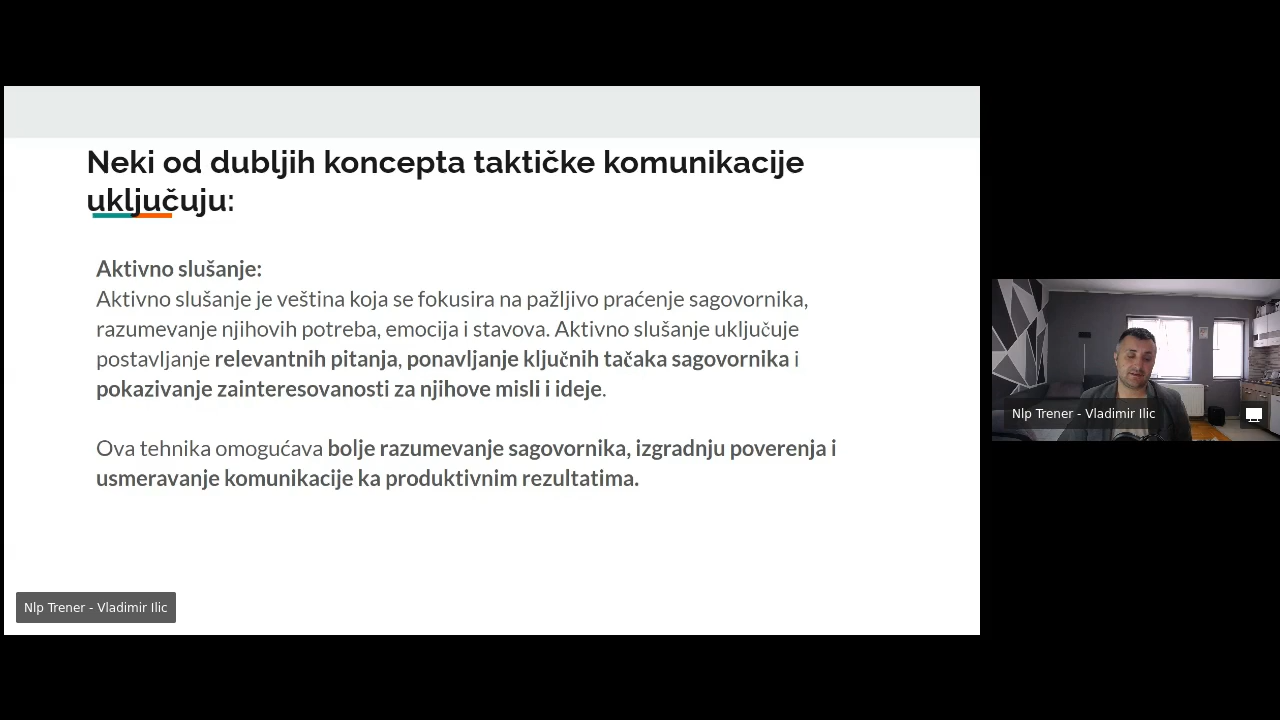 Neki od dubljih koncepta taktičke komunikacije
uključuju:
Aktivno slušanje:
Aktivno slušanje je veština koja se fokusira na pažljivo praćenje sagovornika,
razumevanje njihovih potreba, emocija i stavova. Aktivno slušanje uključuje
postavljanje relevantnih pitanja, ponavljanje ključnih tačaka sagovornika i
pokazivanje zainteresovanosti za njihove misli i ideje.
Ova tehnika omogućava bolje razumevanje sagovornika, izgradnju poverenja i
usmeravanje komunikacije ka produktivnim rezultatima.
Nlp Trener - Vladimir Ilic
Nlp Trener - Vladimir Ilic